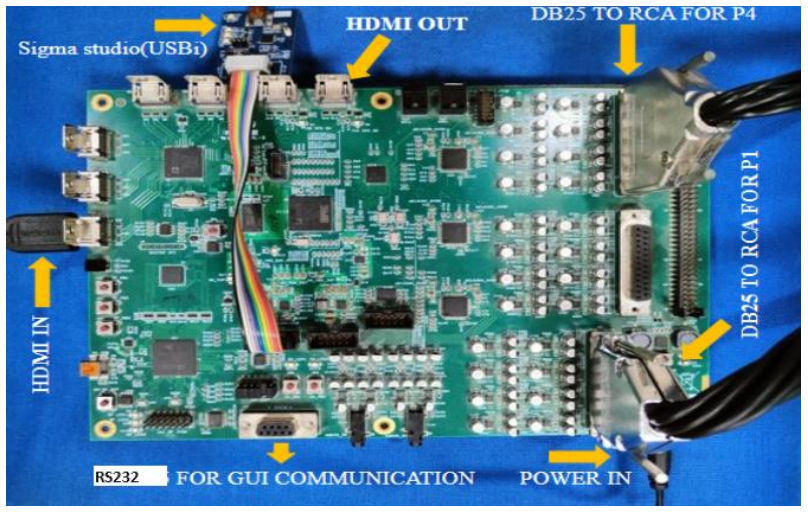 DB25 TO RCA FOR P4
HDMI OUT
Sigma studio(USBi)
DB25 TO RCA FOR P1
HDMI IN
RS232 FOR GUI COMMUNICATION
POWER IN